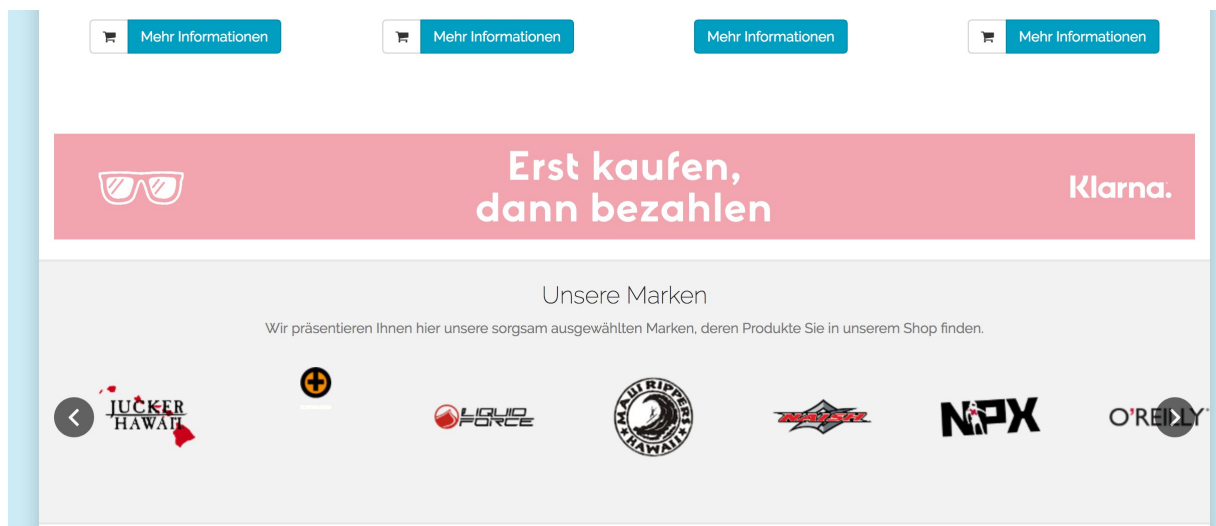 Mehr Informationen
Mehr Informationen
Mehr Informationen
Mehr Informationen
Erst kaufen,
dann bezahlen
Klarna.
Unsere Marken
Wir präsentieren Ihnen hier unsere sorgsam ausgewählten Marken, deren Produkte Sie in unserem Shop finden.
JUCKER
HAWAII
LIQUID
FORCE
MAUI RIPPERS
HAWAII
NAISH
NPX
O'REILLY